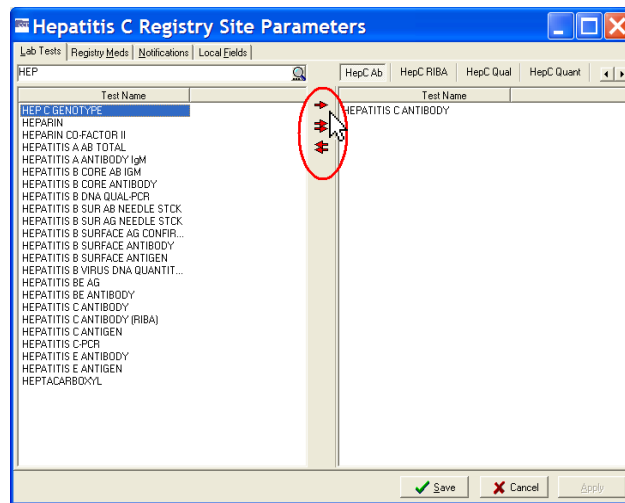 Hepatitis C Registry Site Parameters
Lab Tests Registry Meds Notifications Local Fields
HEP
HepC Ab HepC RIBA HepC Qual HepC Quant
Test Name
HEP C GENOTYPE
HEPARIN
HEPARIN CO-FACTOR II
HEPATITIS A AB TOTAL
HEPATITIS A ANTIBODY IgM
HEPATITIS B CORE AB IGM
HEPATITIS B CORE ANTIBODY
HEPATITIS B DNA QUAL-PCR
HEPATITIS B SUR AB NEEDLE STCK
HEPATITIS B SUR AG NEEDLE STCK
HEPATITIS B SURFACE AG CONFIR...
HEPATITIS B SURFACE ANTIBODY
HEPATITIS B SURFACE ANTIGEN
HEPATITIS B VIRUS DNA QUANTIT...
HEPATITIS BE AG
HEPATITIS BE ANTIBODY
HEPATITIS C ANTIBODY
HEPATITIS C ANTIBODY (RIBA)
HEPATITIS C ANTIGEN
HEPATITIS C-PCR
HEPATITIS E ANTIBODY
HEPATITIS E ANTIGEN
HEPTACARBOXYL
Test Name
HEPATITIS C ANTIBODY
Save Cancel Apply